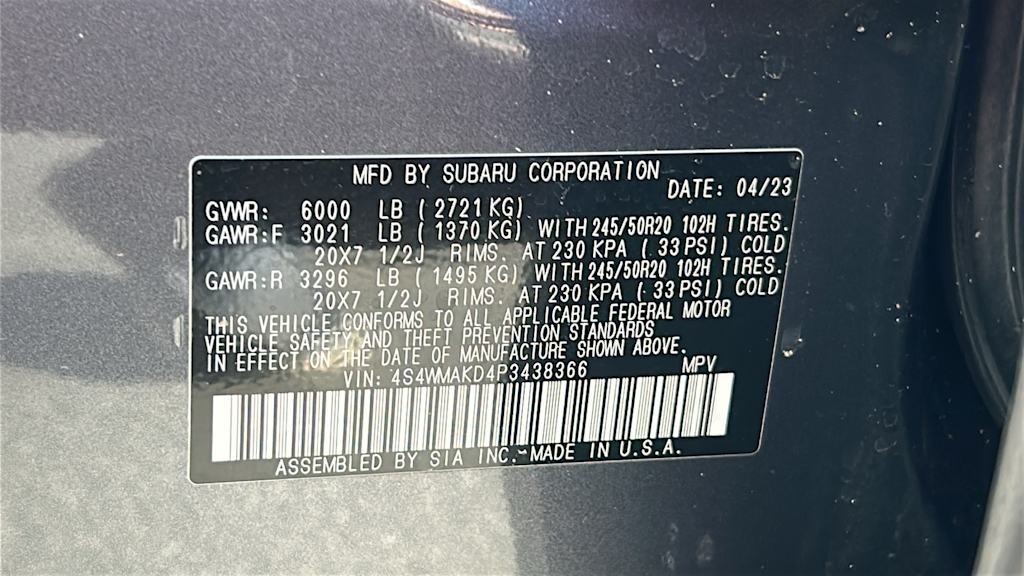 MFD BY SUBARU CORPORATION
DATE: 04/23
GVWR: 6000 LB ( 2721 KG)
GAWR:F 3021 LB ( 1370 KG) WITH 245/50R20 102H TIRES.
20X7 1/2J RIMS. AT 230 KPA ( 33 PSI) COLD
GAWR:R 3296 LB ( 1495 KG) WITH 245/50R20 102H TIRES.
20X7 1/2J RIMS. AT 230 KPA ( 33 PSI) COLD
THIS VEHICLE CONFORMS TO ALL APPLICABLE FEDERAL MOTOR
VEHICLE SAFETY AND THEFT PREVENTION STANDARDS
IN EFFECT ON THE DATE OF MANUFACTURE SHOWN ABOVE.
VIN: 4S4WMAKD4P3438366 MPV
ASSEMBLED BY SIA INC.-MADE IN U.S.A.